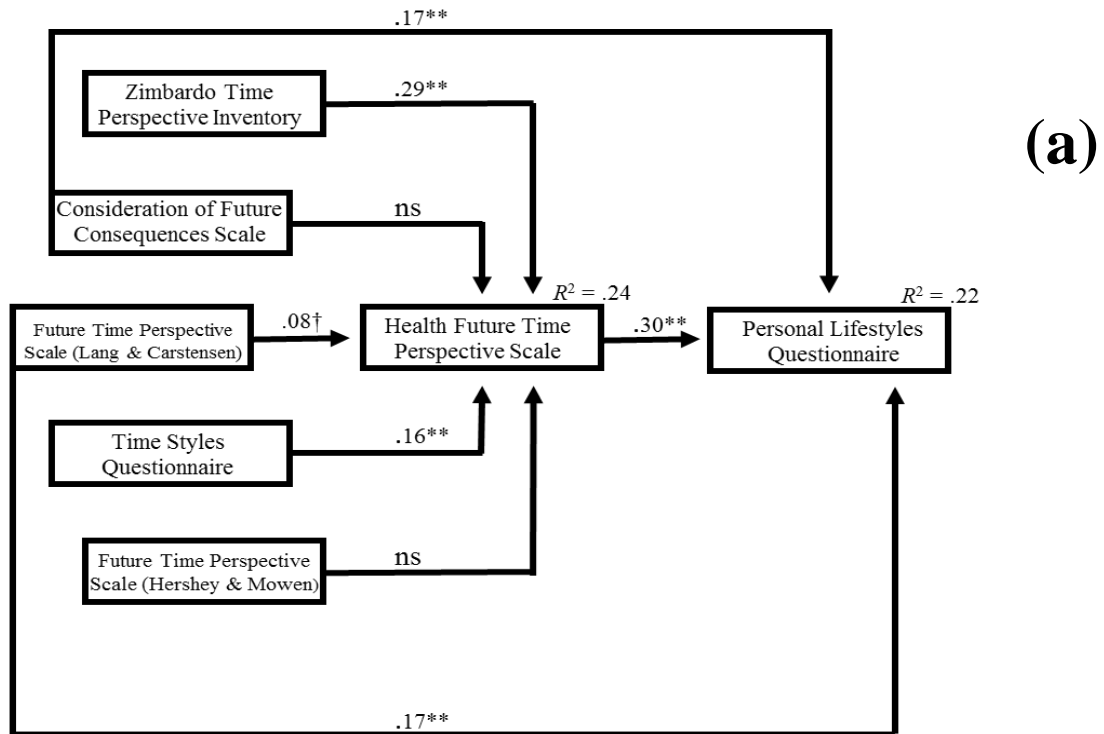 .17**
Zimbardo Time
Perspective Inventory
.29**
(a)
Consideration of Future
Consequences Scale
ns
R² = .24
R² = .22
Future Time Perspective
Scale (Lang & Carstensen)
.08†
Health Future Time
Perspective Scale
.30**
Personal Lifestyles
Questionnaire
Time Styles
Questionnaire
.16**
Future Time Perspective
Scale (Hershey & Mowen)
ns
.17**